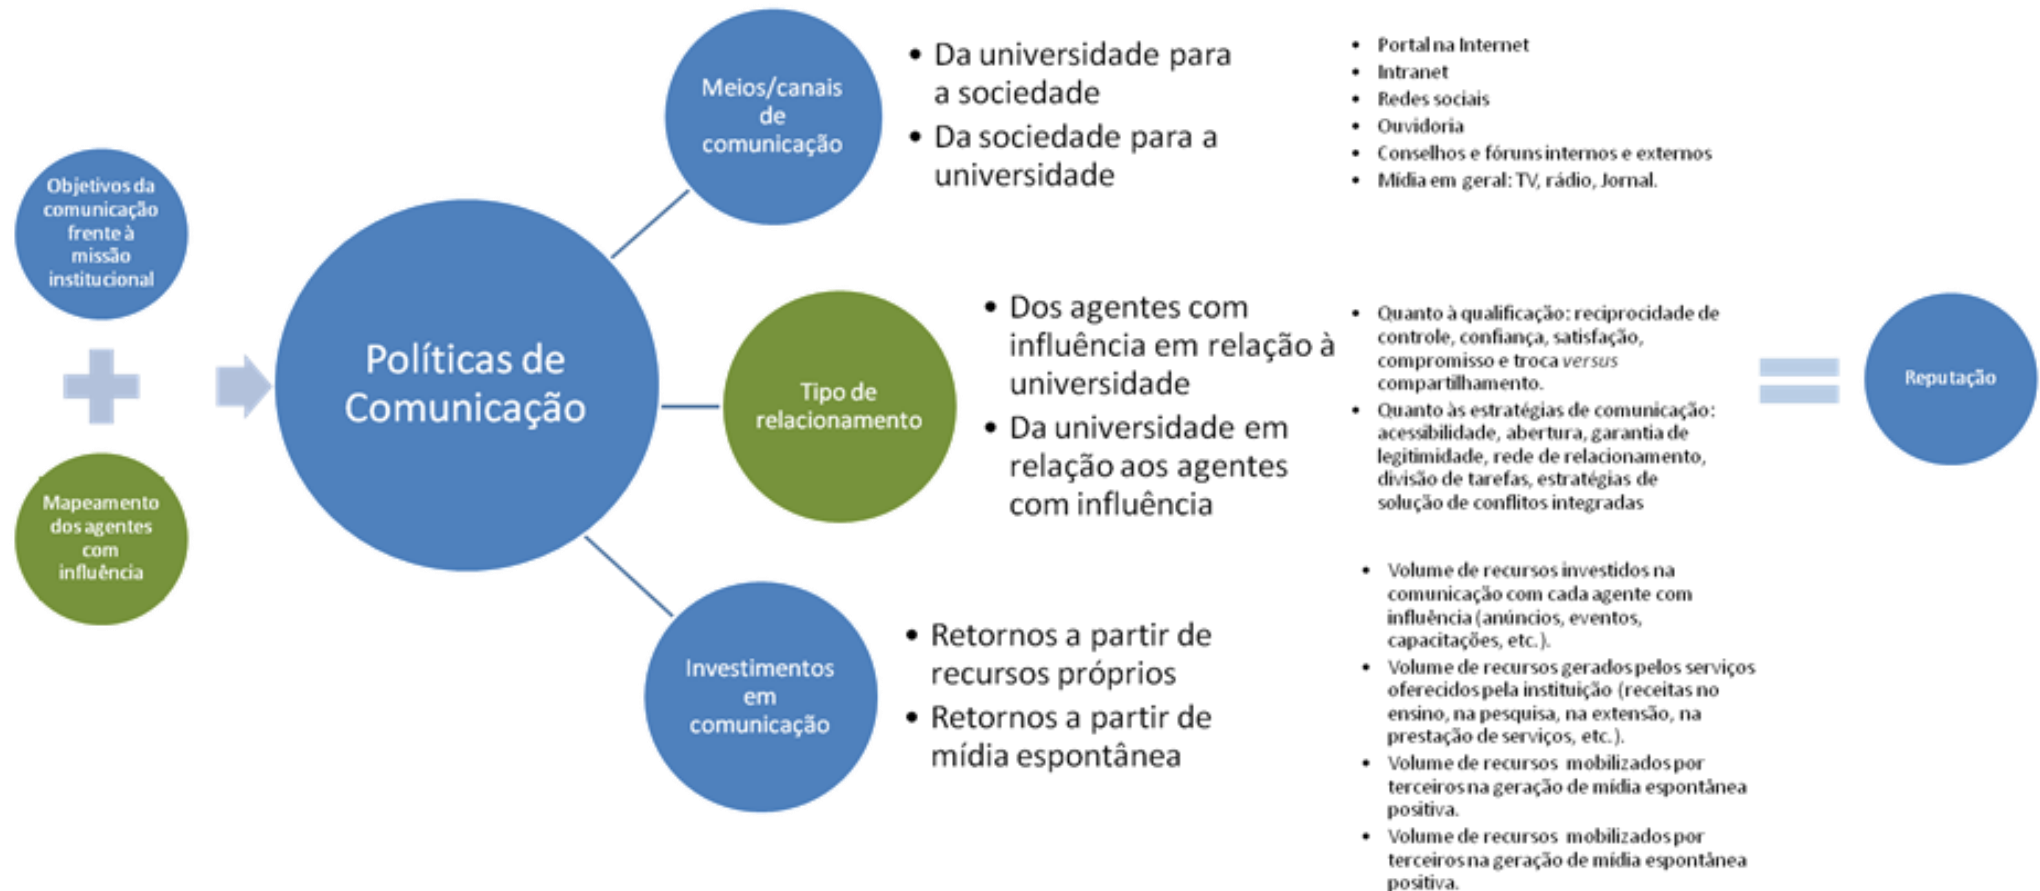 Objetivos da
comunicação
frente à
missão
institucional
Mapeamento
dos agentes
com
influência
Políticas de
Comunicação
Meios/canais
de
comunicação
• Da universidade para
a sociedade
• Da sociedade para a
universidade
• Portal na Internet
• Intranet
• Redes sociais
• Ouvidoria
• Conselhos e fóruns internos e externos
• Mídia em geral: TV, rádio, Jornal.
Tipo de
relacionamento
• Dos agentes com
influência em relação à
universidade
• Da universidade em
relação aos agentes
com influência
• Quanto à qualificação: reciprocidade de
controle, confiança, satisfação,
compromisso e troca versus
compartilhamento.
• Quanto às estratégias de comunicação:
acessibilidade, abertura, garantia de
legitimidade, rede de relacionamento,
divisão de tarefas, estratégias de
solução de conflitos integradas
Investimentos
em
comunicação
• Retornos a partir de
recursos próprios
• Retornos a partir de
mídia espontânea
• Volume de recursos investidos na
comunicação com cada agente com
influência (anúncios, eventos,
capacitações, etc.).
• Volume de recursos gerados pelos serviços
oferecidos pela instituição (receitas no
ensino, na pesquisa, na extensão, na
prestação de serviços, etc.).
• Volume de recursos mobilizados por
terceiros na geração de mídia espontânea
positiva.
• Volume de recursos mobilizados por
terceiros na geração de mídia espontânea
positiva.
Reputação